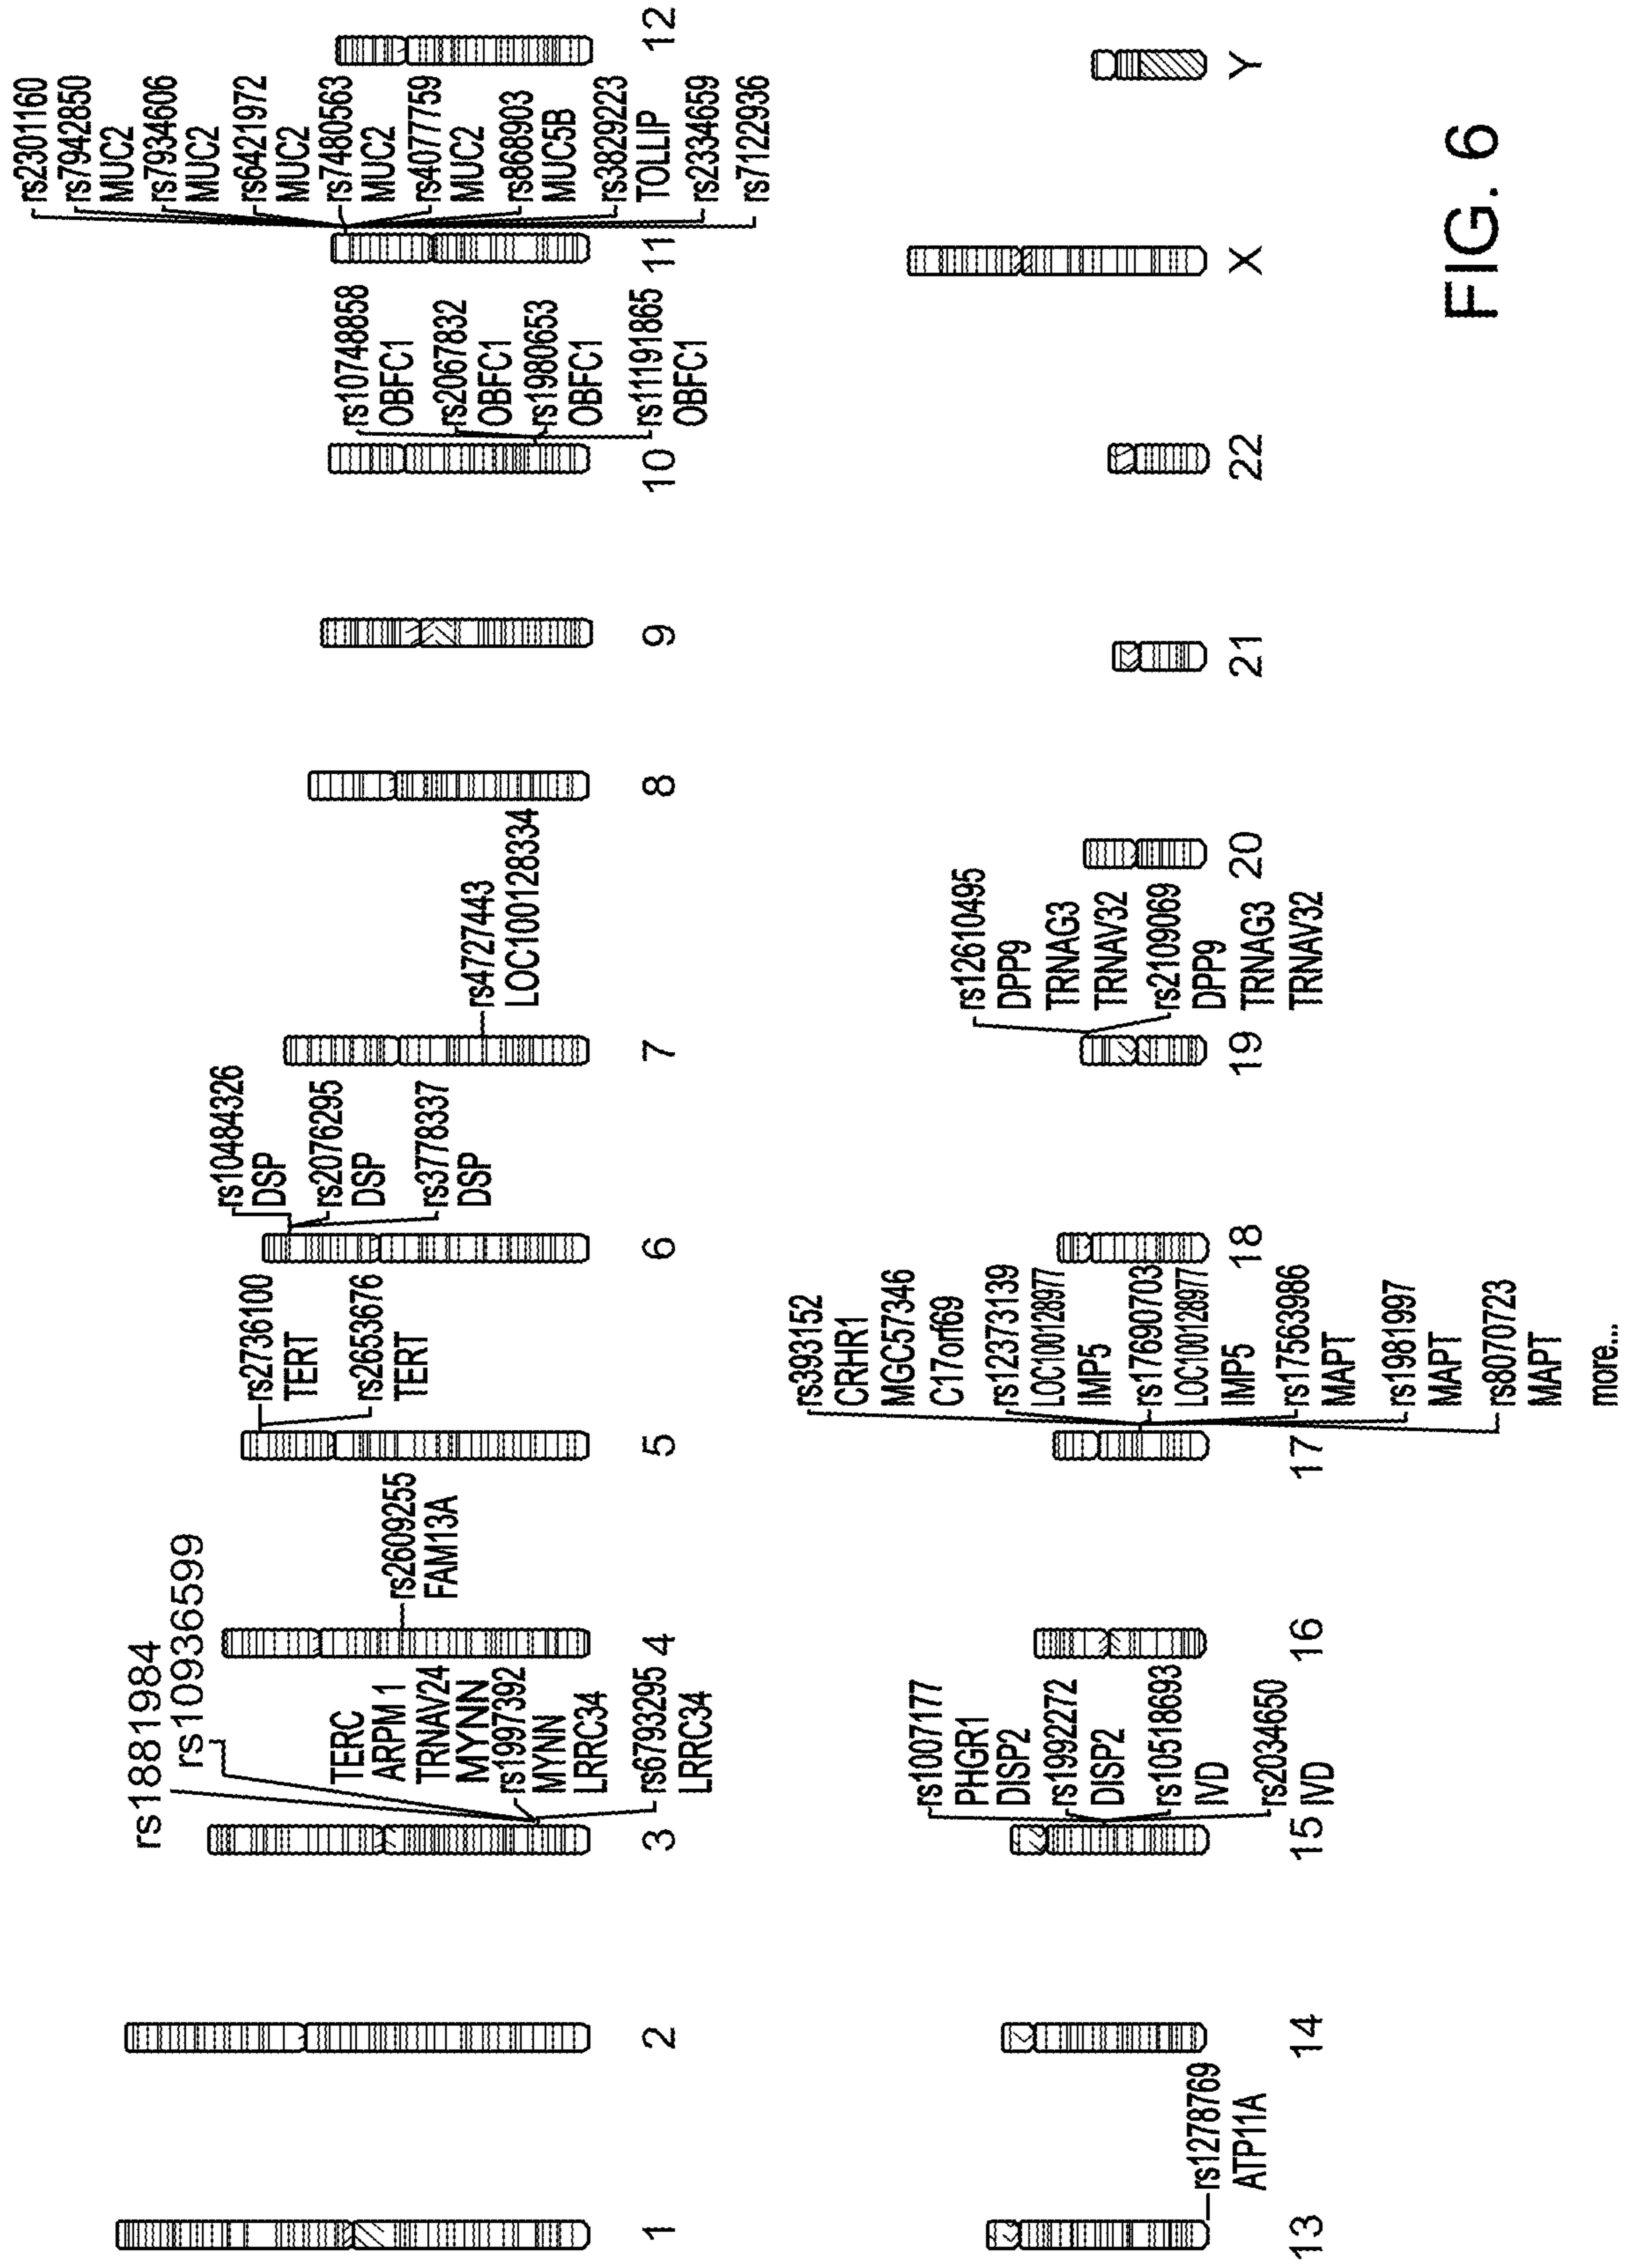 rs1881984
rs10936599
TERC
ARPM 1
TRNAV24
MYNN
rs1997392
MYNN
LRRC34
rs6793295
LRRC34
rs2609255
FAM13A
rs2736100
TERT
rs2653676
TERT
rs10484326
DSP
rs2076295
DSP
rs3778337
DSP
rs4727443
LOC100128334
rs10748858
OBFC1
rs2067832
OBFC1
rs1980653
OBFC1
rs11191865
OBFC1
rs2301160
rs7942850
MUC2
rs7934606
MUC2
rs6421972
MUC2
rs7480563
MUC2
rs4077759
MUC2
rs868903
MUC5B
rs3829223
TOLLIP
rs2334659
rs7122936
1 2 3 4 5 6 7 8 9 10 11 12
rs1278769
ATP11A
rs1007177
PHGR1
DISP2
rs1992272
DISP2
rs10518693
IVD
rs2034650
IVD
rs393152
CRHR1
MGC57346
C17orf69
rs12373139
LOC100128977
IMP5
rs17690703
LOC100128977
IMP5
rs17563986
MAPT
rs1981997
MAPT
rs8070723
MAPT
more...
rs12610495
DPP9
TRNAG3
TRNAV32
rs2109069
DPP9
TRNAG3
TRNAV32
13 14 15 16 17 18 19 20 21 22 X Y
FIG. 6